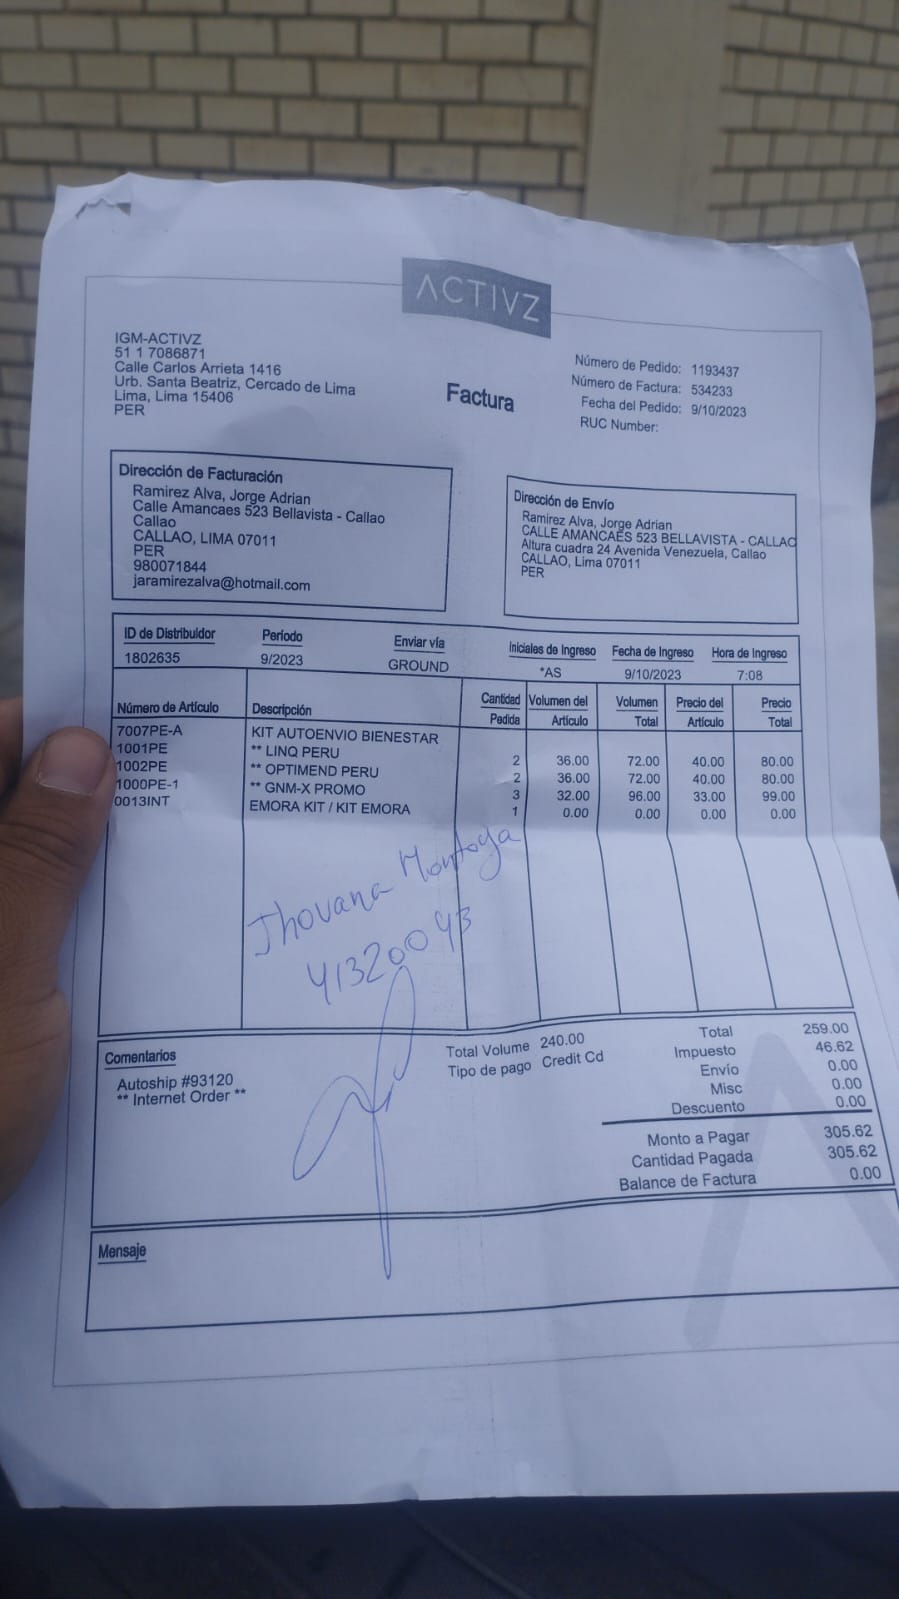 ACTIVZ
IGM-ACTIVZ
51 1 7086871
Calle Carlos Arrieta 1416
Urb. Santa Beatriz, Cercado de Lima
Lima, Lima 15406
PER
Factura
Número de Pedido: 1193437
Número de Factura: 534233
Fecha del Pedido: 9/10/2023
RUC Number:
Dirección de Facturación
Ramirez Alva, Jorge Adrian
Calle Amancaes 523 Bellavista - Callao
Callao
CALLAO, LIMA 07011
PER
980071844
jaramirezalva@hotmail.com
Dirección de Envío
Ramirez Alva, Jorge Adrian
CALLE AMANCAES 523 BELLAVISTA - CALLAO
Altura cuadra 24 Avenida Venezuela, Callao
CALLAO, Lima 07011
PER
ID de Distribuidor Período Enviar vía Iniciales de Ingreso Fecha de Ingreso Hora de Ingreso
1802635 9/2023 GROUND *AS 9/10/2023 7:08
Número de Artículo Descripción Cantidad Pedida Volumen del Artículo Volumen Total Precio del Artículo Precio Total
7007PE-A KIT AUTOENVIO BIENESTAR
1001PE ** LINQ PERU 2 36.00 72.00 40.00 80.00
1002PE ** OPTIMEND PERU 2 36.00 72.00 40.00 80.00
1000PE-1 ** GNM-X PROMO 3 32.00 96.00 33.00 99.00
0013INT EMORA KIT / KIT EMORA 1 0.00 0.00 0.00 0.00
Jhovana Montoya
41320043
Comentarios
Autoship #93120
** Internet Order **
Total Volume 240.00
Tipo de pago Credit Cd
Total 259.00
Impuesto 46.62
Envío 0.00
Misc 0.00
Descuento 0.00
Monto a Pagar 305.62
Cantidad Pagada 305.62
Balance de Factura 0.00
Mensaje